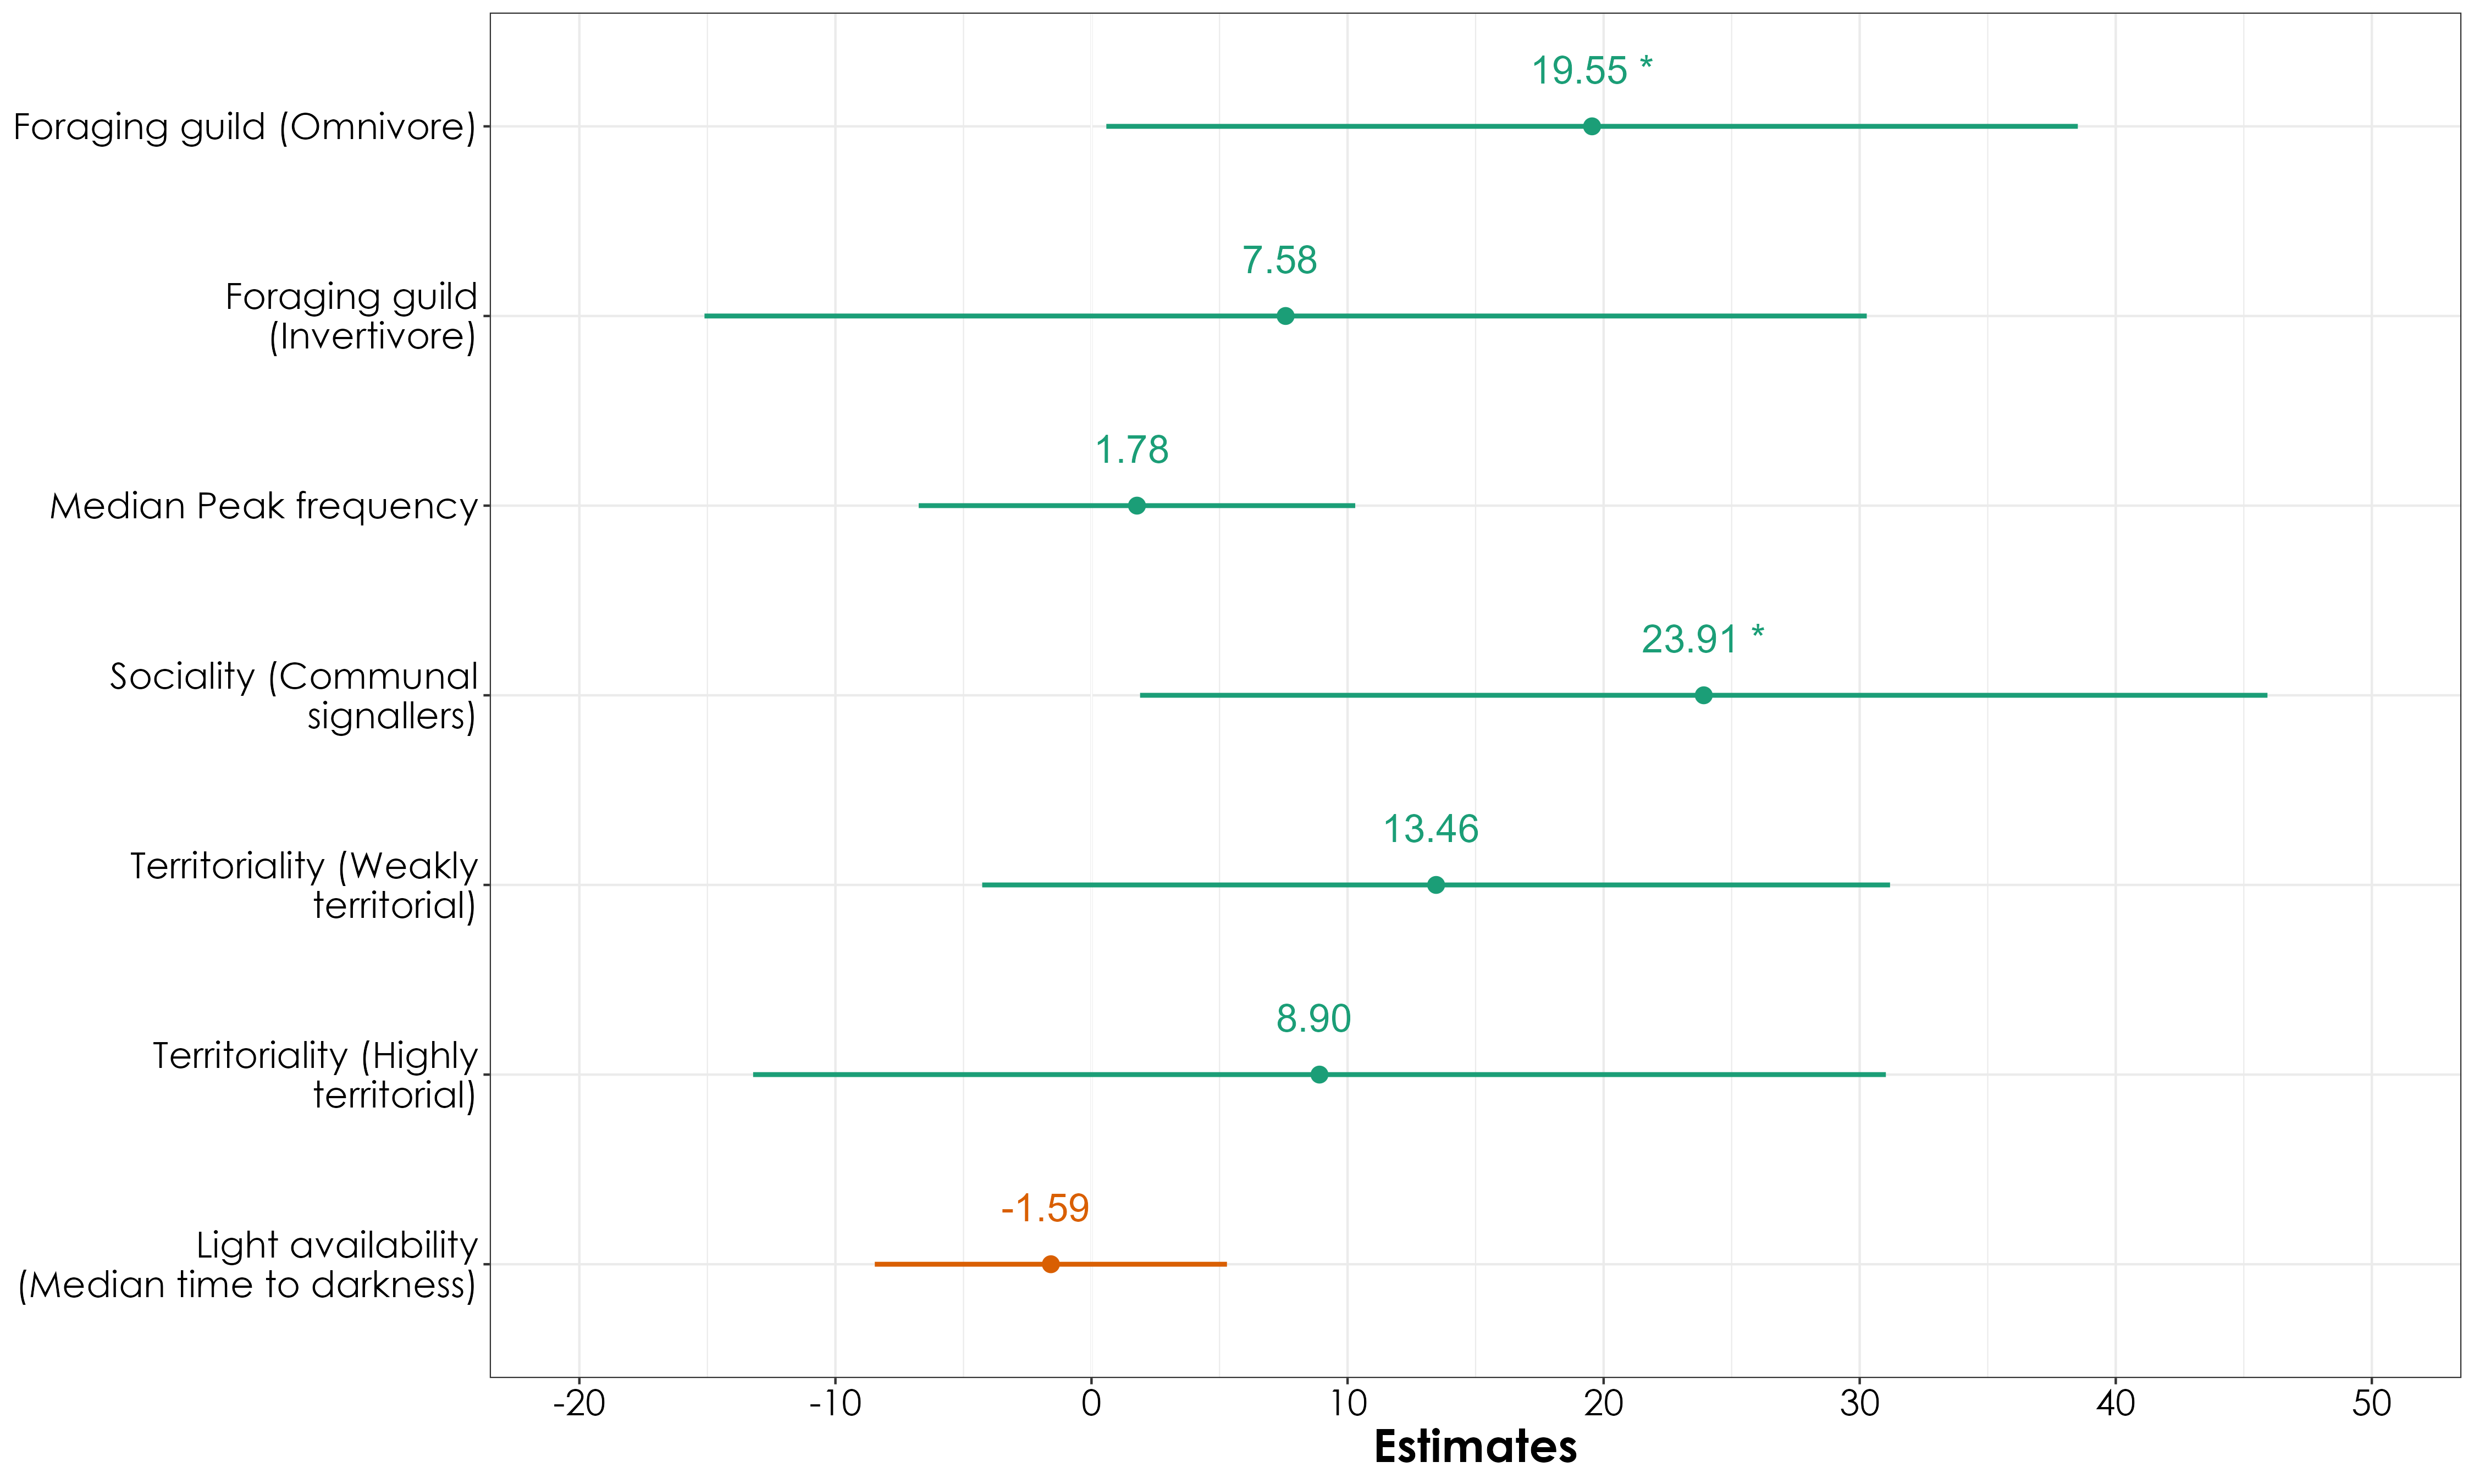 19.55 *
Foraging guild (Omnivore)
7.58
Foraging guild
(Invertivore)
1.78
Median Peak frequency
23.91 *
Sociality (Communal
signallers)
13.46
Territoriality (Weakly
territorial)
8.90
Territoriality (Highly
territorial)
-1.59
Light availability
(Median time to darkness)
-20 -10 0 10 20 30 40 50
Estimates